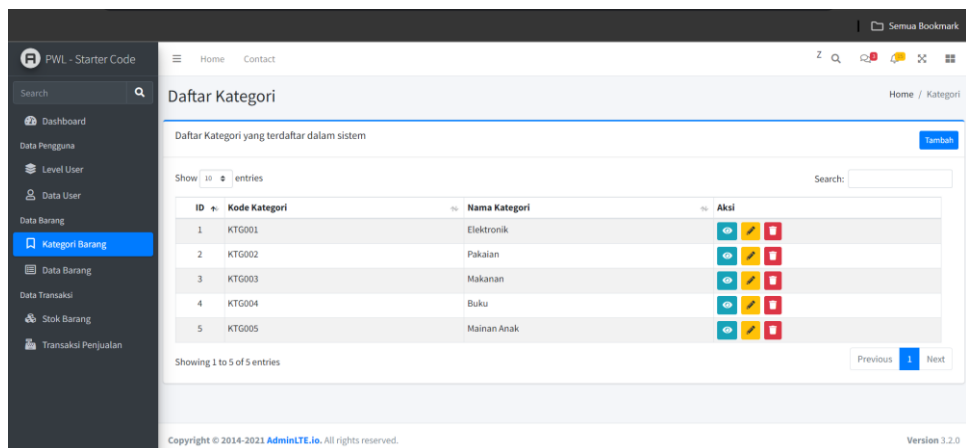 Semua Bookmark
PWL - Starter Code
Home Contact
Z
Search
Daftar Kategori
Home / Kategori
Dashboard
Data Pengguna
Level User
Data User
Data Barang
Kategori Barang
Data Barang
Data Transaksi
Stok Barang
Transaksi Penjualan
Daftar Kategori yang terdaftar dalam sistem
Tambah
Show 10 entries
Search:
ID Kode Kategori Nama Kategori Aksi
1 KTG001 Elektronik
2 KTG002 Pakaian
3 KTG003 Makanan
4 KTG004 Buku
5 KTG005 Mainan Anak
Showing 1 to 5 of 5 entries
Previous 1 Next
Copyright © 2014-2021 AdminLTE.io. All rights reserved.
Version 3.2.0